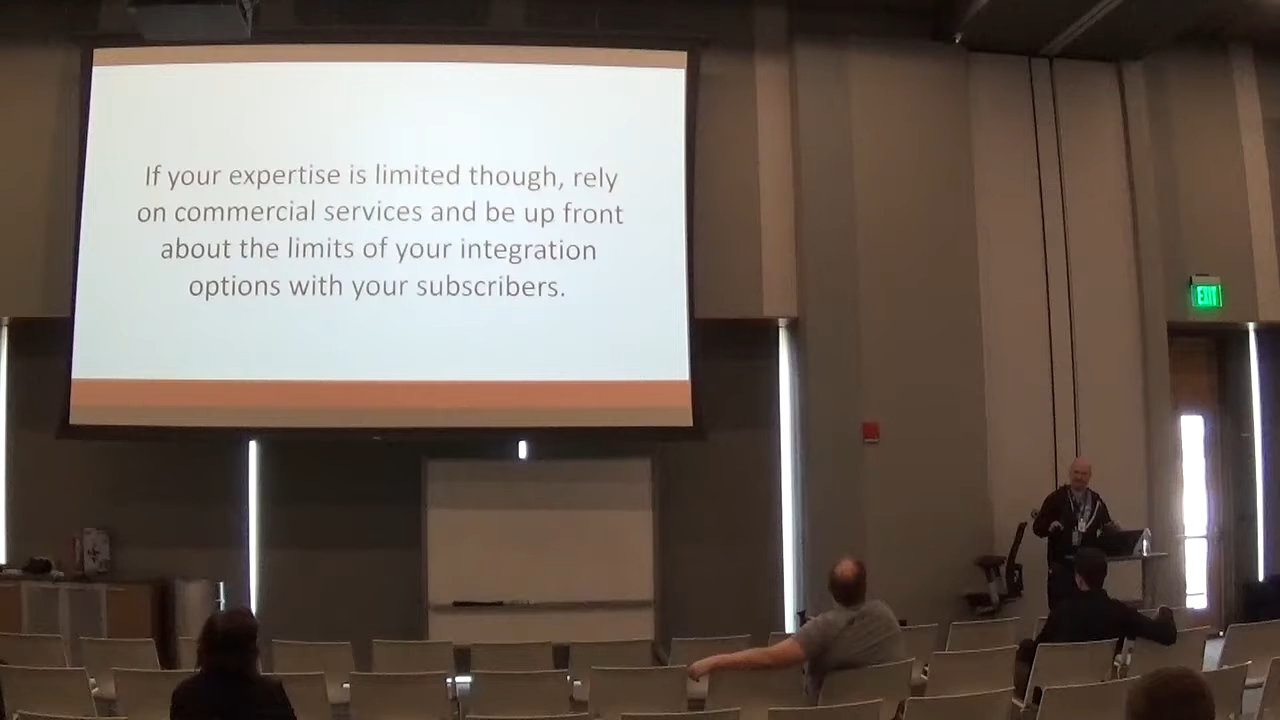 If your expertise is limited though, rely
on commercial services and be up front
about the limits of your integration
options with your subscribers.
EXIT